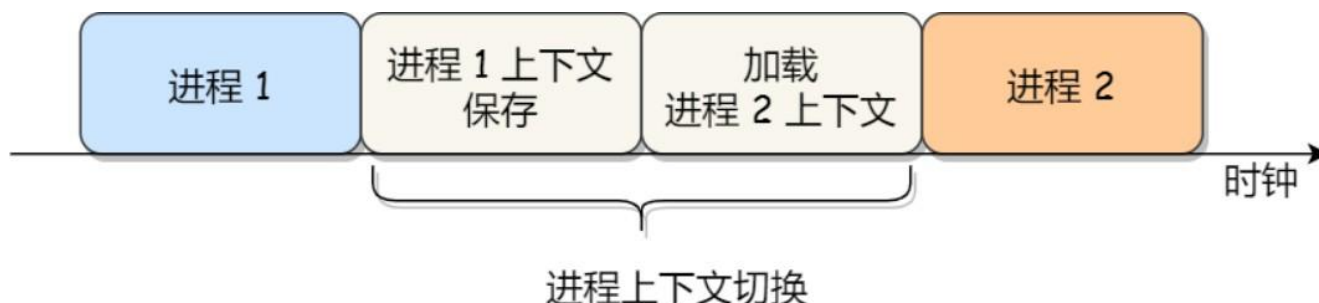 进程 1
进程 1 上下文
保存
加载
进程 2 上下文
进程 2
时钟
进程上下文切换